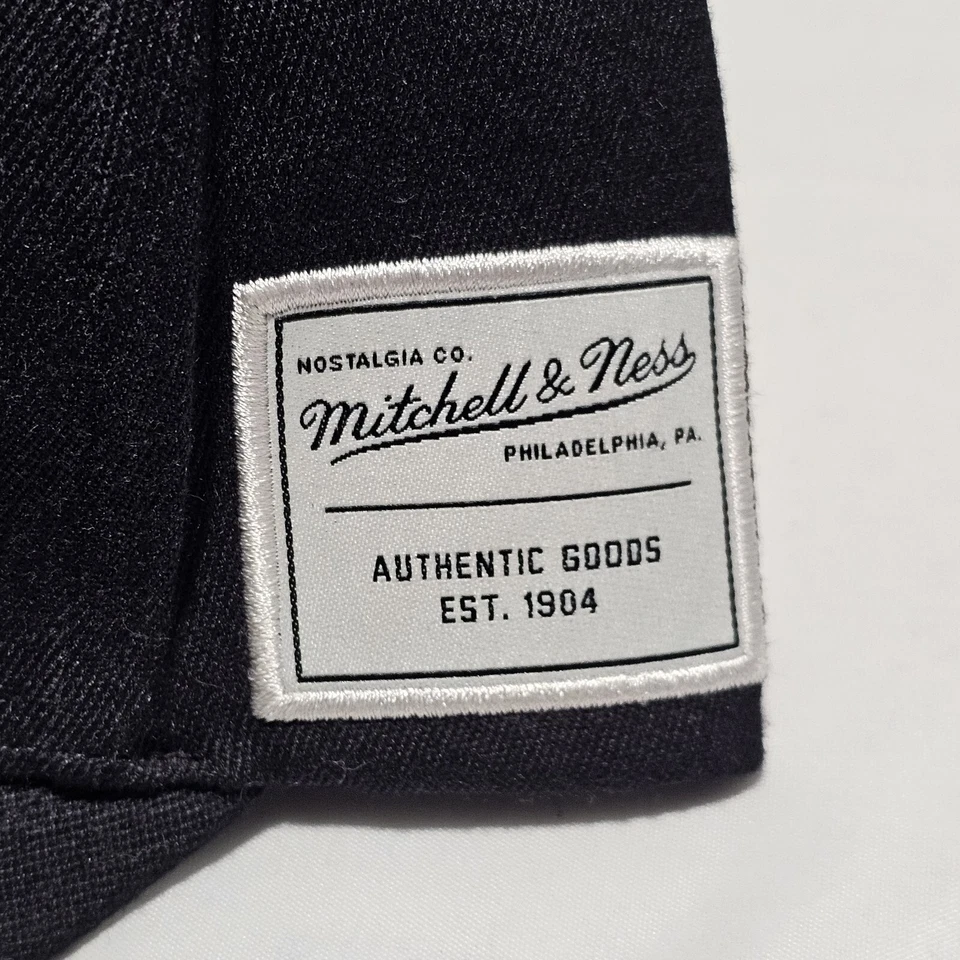 NOSTALGIA CO.
Mitchell & Ness
PHILADELPHIA, PA.
AUTHENTIC GOODS
EST. 1904